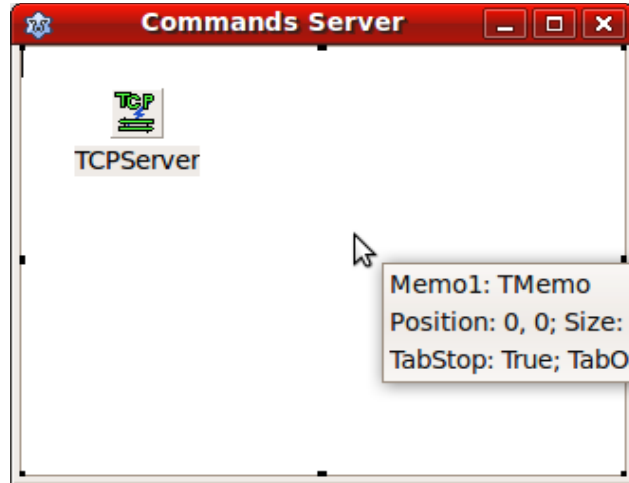 Commands Server
TCP
TCPServer
Memo1: TMemo
Position: 0, 0; Size:
TabStop: True; TabO